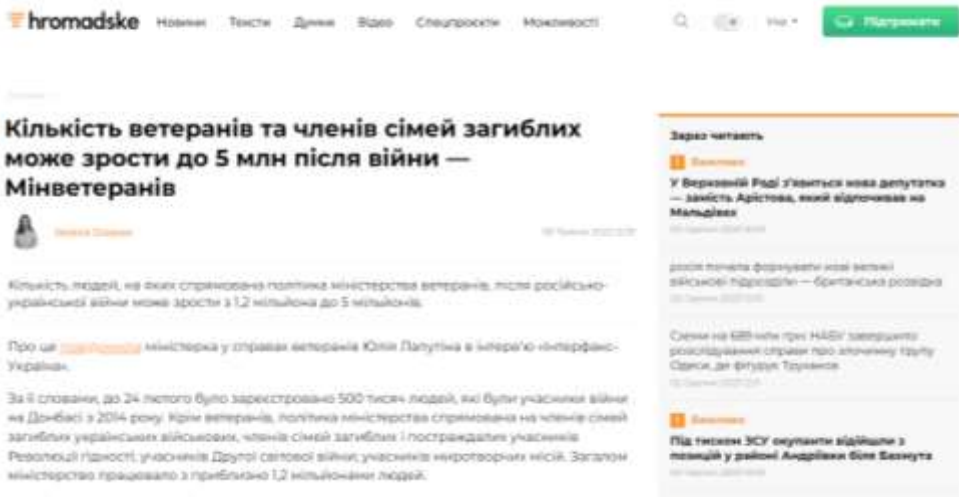 hromadske Новини Тексти Думки Відео Спецпроєкти Можливості Укр Підтримати
Кількість ветеранів та членів сімей загиблих
може зрости до 5 млн після війни —
Мінветеранів
Кількість людей, на яких спрямована політика міністерства ветеранів, після російсько-
української війни може зрости з 1,2 мільйона до 5 мільйонів.
Про це повідомила міністерка у справах ветеранів Юлія Лапутіна в інтерв'ю «Інтерфакс-
Україна».
За її словами, до 24 лютого було зареєстровано 500 тисяч людей, які були учасники війни
на Донбасі з 2014 року. Крім ветеранів, політика міністерства спрямована на членів сімей
загиблих українських військових, членів сімей загиблих і постраждалих учасників
Революції гідності, учасників Другої світової війни, учасників миротворчих місій. Загалом
міністерство працювало з приблизно 1,2 мільйонами людей.
Зараз читають
Важливо
У Верховній Раді з'явиться нова депутатка
— замість Арістова, який відпочивав на
Мальдівах
росія почала формувати нові великі
військові підрозділи — британська розвідка
Схеми на 689 млн грн: НАБУ завершило
розслідування справи про злочинну групу
Одеси, де фігурує Труханов
Важливо
Під тиском ЗСУ окупанти відійшли з
позицій у районі Андріївки біля Бахмута